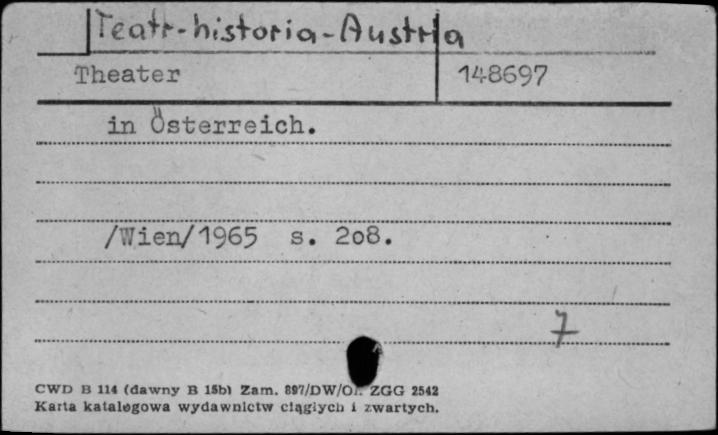 Teatr-historia-Austria
Theater 148697
in Österreich.
/Wien/1965 s. 2o8.
7
CWD B 114 (dawny B 15b) Zam. 897/DW/Ol. ZGG 2542
Karta katalogowa wydawnictw ciągłych i zwartych.